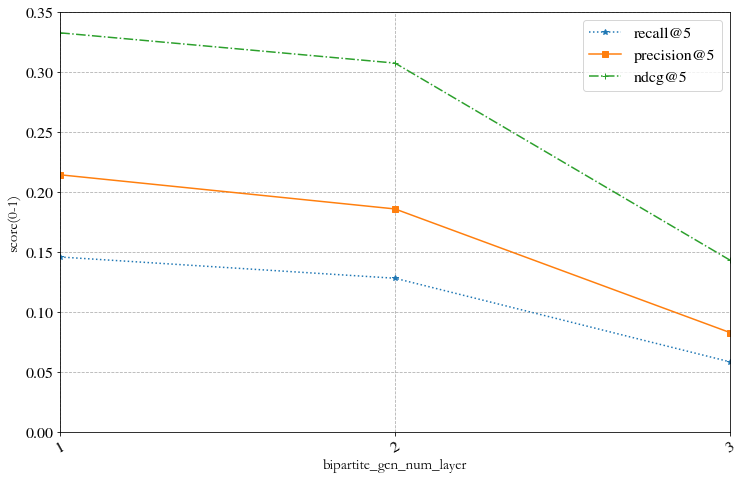 0.35
0.30
0.25
0.20
0.15
0.10
0.05
0.00
score(0-1)
1
2
3
bipartite_gcn_num_layer
recall@5
precision@5
ndcg@5